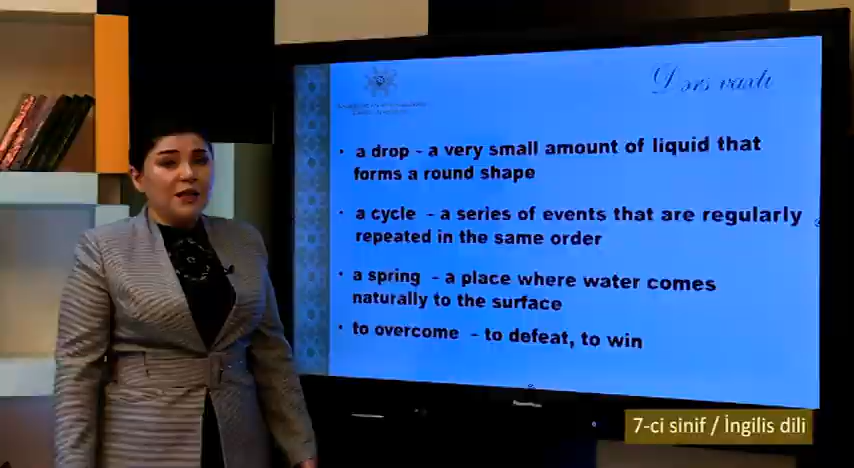 Dərs vaxtı
• a drop - a very small amount of liquid that
forms a round shape
• a cycle - a series of events that are regularly
repeated in the same order
• a spring - a place where water comes
naturally to the surface
• to overcome - to defeat, to win
7-ci sinif / İngilis dili